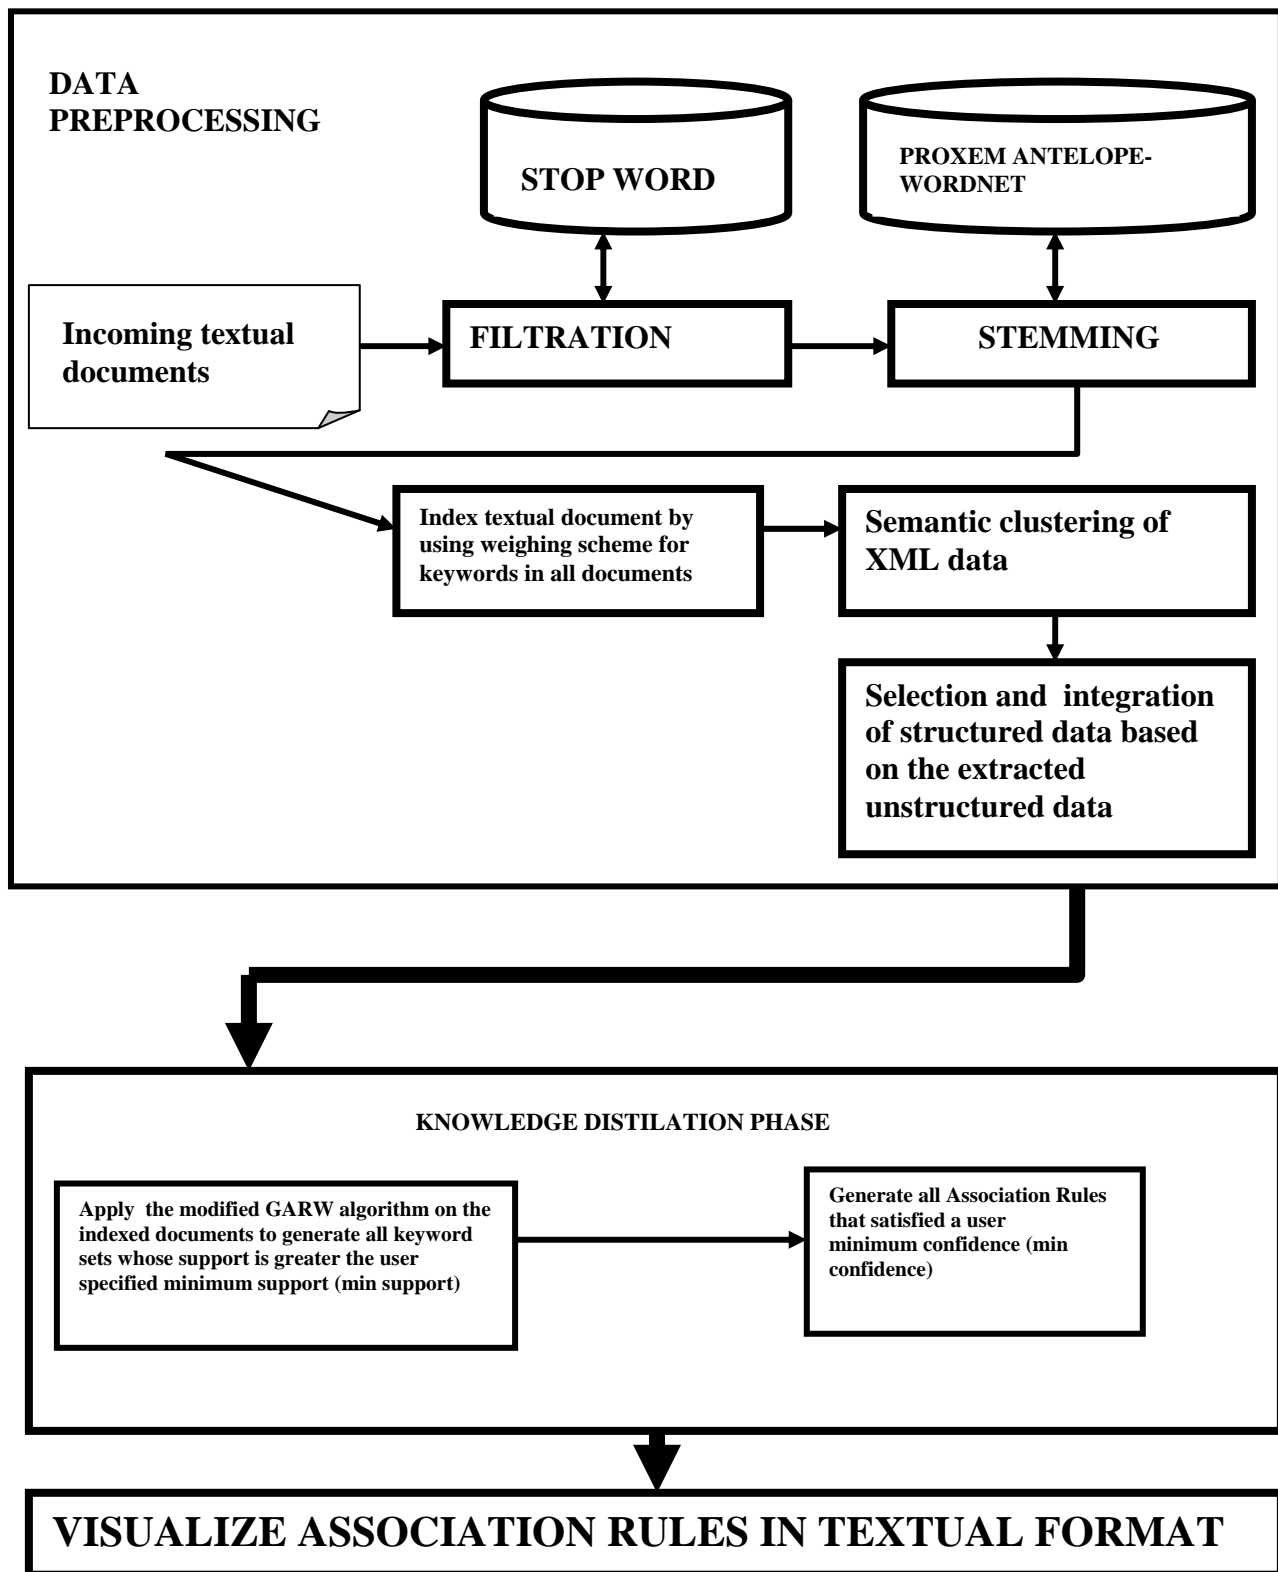 DATA
PREPROCESSING
STOP WORD
PROXEM ANTELOPE-
WORDNET
Incoming textual
documents
FILTRATION
STEMMING
Index textual document by
using weighing scheme for
keywords in all documents
Semantic clustering of
XML data
Selection and integration
of structured data based
on the extracted
unstructured data
KNOWLEDGE DISTILATION PHASE
Apply the modified GARW algorithm on the
indexed documents to generate all keyword
sets whose support is greater the user
specified minimum support (min support)
Generate all Association Rules
that satisfied a user
minimum confidence (min
confidence)
VISUALIZE ASSOCIATION RULES IN TEXTUAL FORMAT